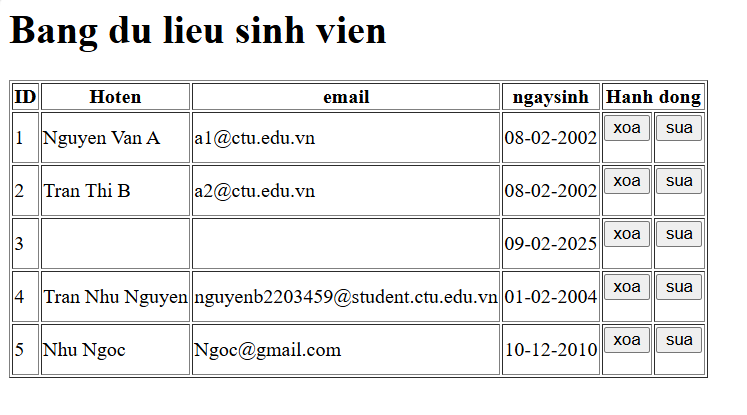 Bang du lieu sinh vien
ID Hoten email ngaysinh Hanh dong
1 Nguyen Van A a1@ctu.edu.vn 08-02-2002 xoa sua
2 Tran Thi B a2@ctu.edu.vn 08-02-2002 xoa sua
3 09-02-2025 xoa sua
4 Tran Nhu Nguyen nguyenb2203459@student.ctu.edu.vn 01-02-2004 xoa sua
5 Nhu Ngoc Ngoc@gmail.com 10-12-2010 xoa sua